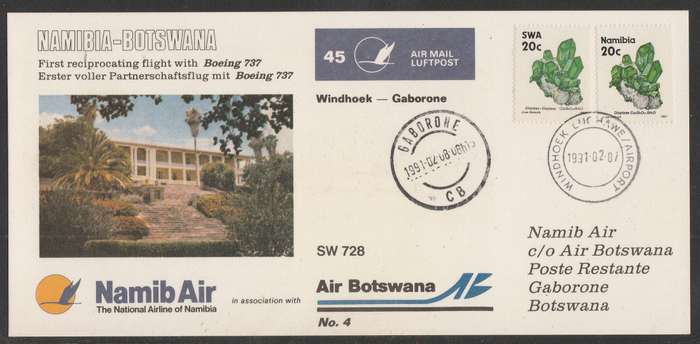 NAMIBIA-BOTSWANA
First reciprocating flight with Boeing 737
Erster voller Partnerschaftsflug mit Boeing 737
45
AIR MAIL
LUFTPOST
Windhoek — Gaborone
SWA
20c
Namibia
20c
GABORONE
1991-02-08-08h15
CB
WINDHOEK LUGHAWE/AIRPORT
1991-02-07
SW 728
Namib Air
c/o Air Botswana
Poste Restante
Gaborone
Botswana
Namib Air
The National Airline of Namibia
in association with
Air Botswana
No. 4